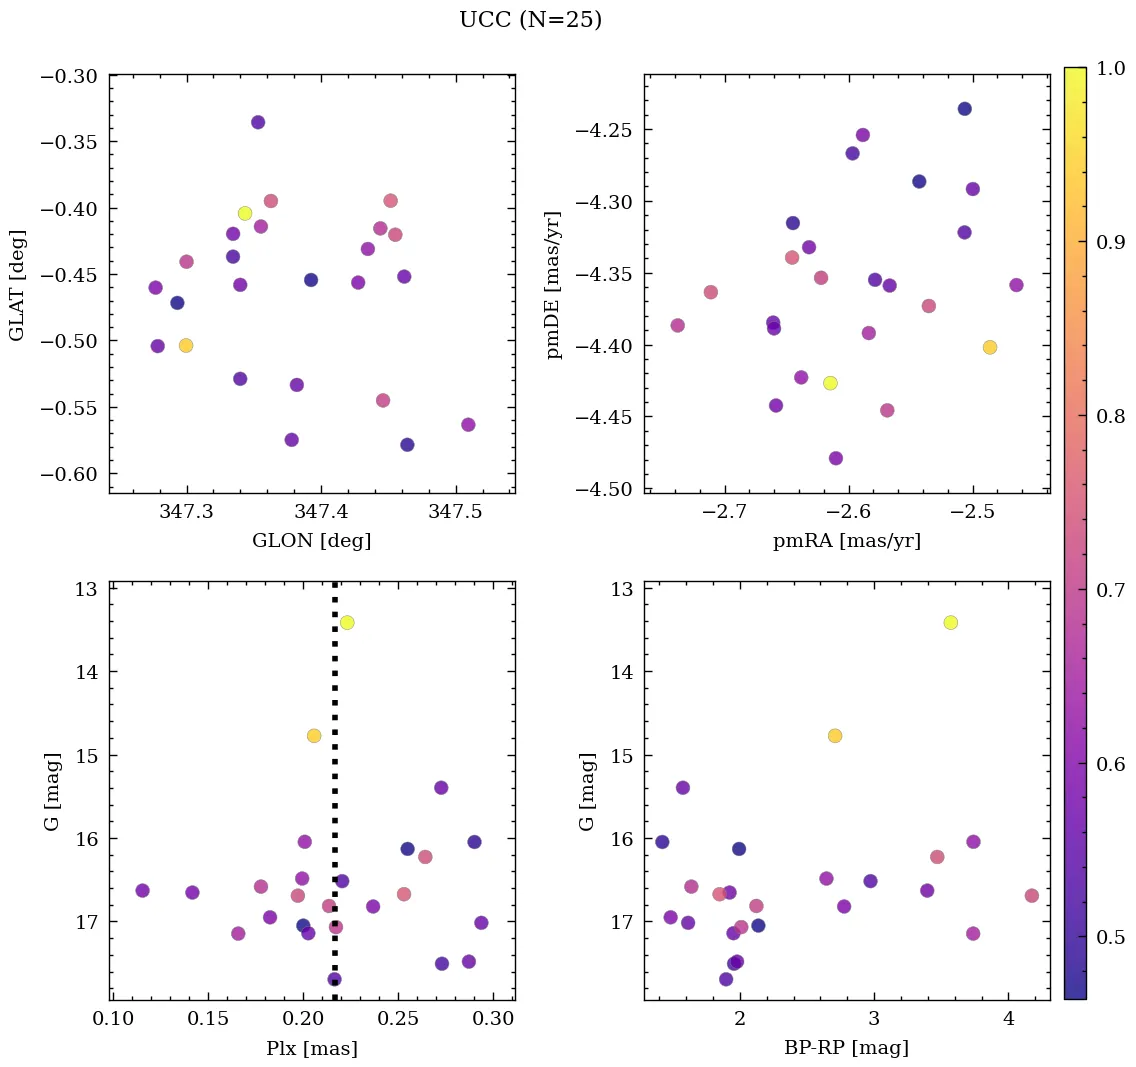 UCC (N=25)
−0.30
−0.35
−0.40
−0.45
−0.50
−0.55
−0.60
GLAT [deg]
347.3 347.4 347.5
GLON [deg]
−4.25
−4.30
−4.35
−4.40
−4.45
−4.50
pmDE [mas/yr]
−2.7 −2.6 −2.5
pmRA [mas/yr]
1.0
0.9
0.8
0.7
0.6
0.5
13
14
15
16
17
G [mag]
0.10 0.15 0.20 0.25 0.30
Plx [mas]
13
14
15
16
17
G [mag]
2 3 4
BP-RP [mag]